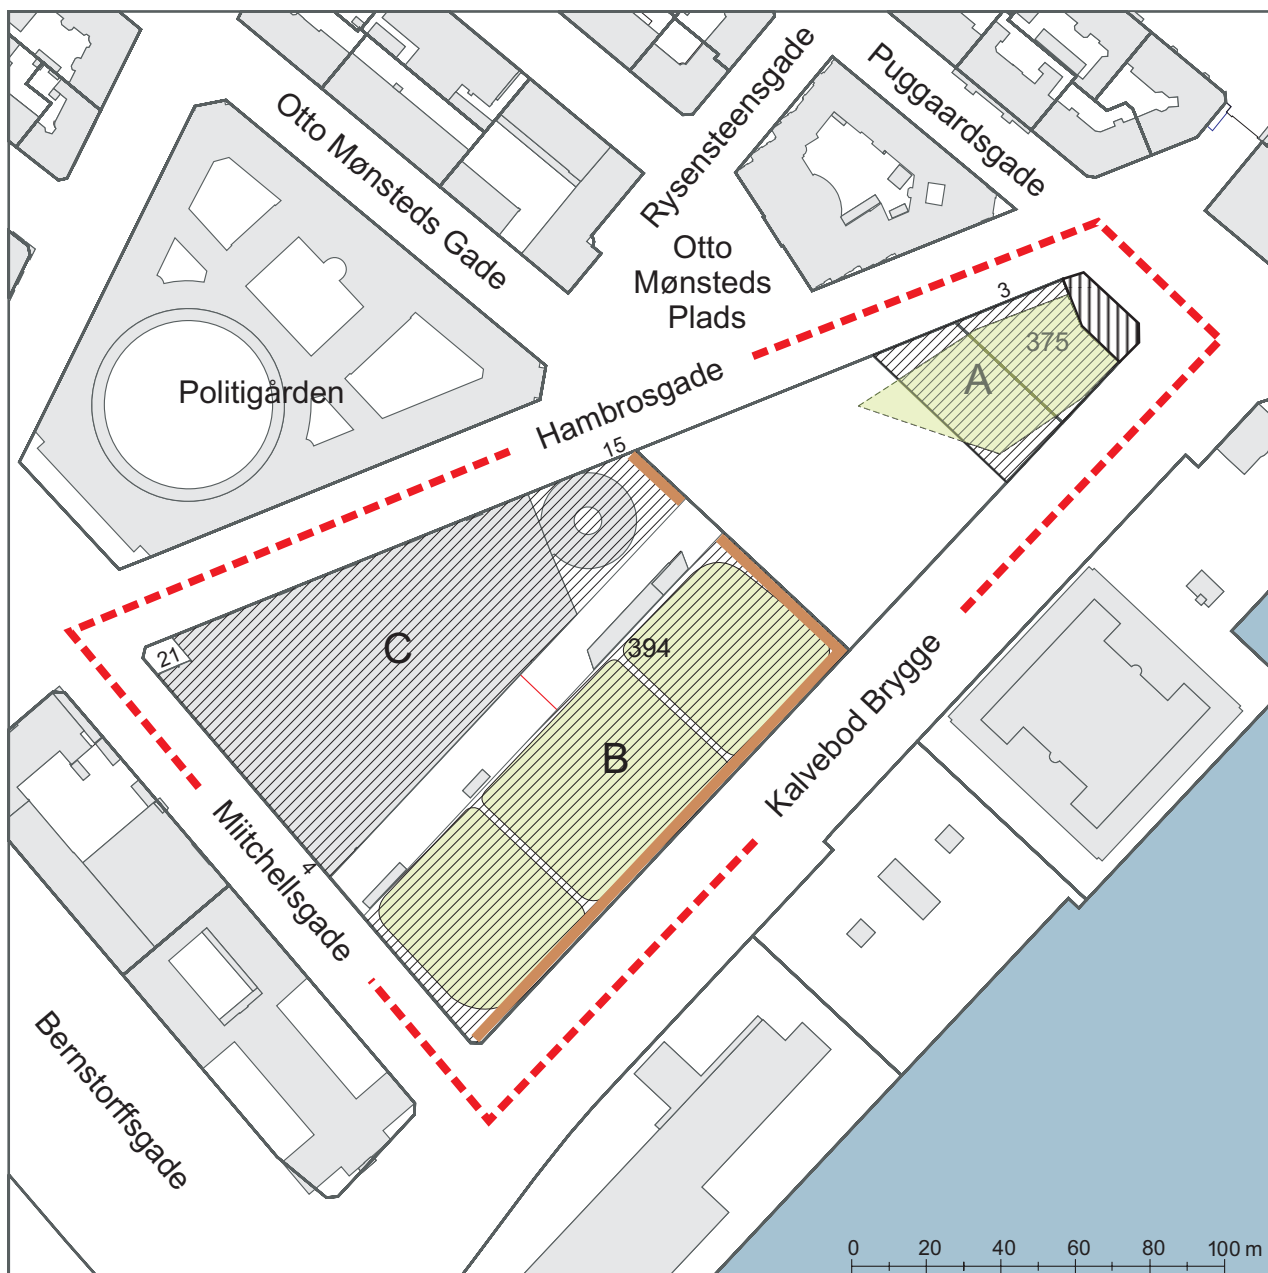 Puggaardsgade
Rysensteensgade
Otto Mønsteds Gade
Otto
Mønsteds
Plads
3
375
A
Politigården
Hambrosgade
15
C
21
394
B
Kalvebod Brygge
4
Miitchellsgade
Bernstorffsgade
0 20 40 60 80 100 m